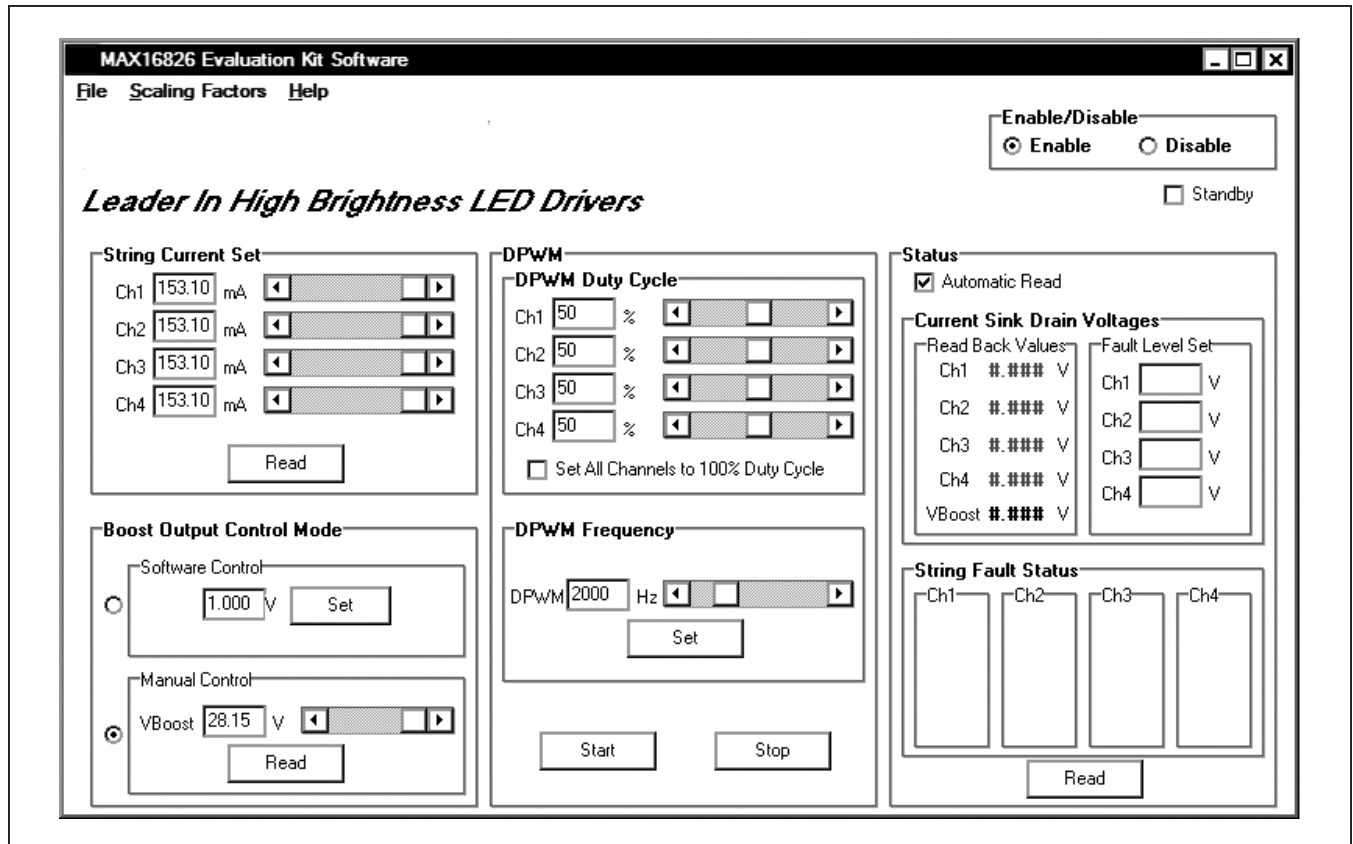 MAX16826 Evaluation Kit Software
File Scaling Factors Help
Enable/Disable
Enable Disable
Standby
Leader In High Brightness LED Drivers
String Current Set
Ch1 153.10 mA
Ch2 153.10 mA
Ch3 153.10 mA
Ch4 153.10 mA
Read
Boost Output Control Mode
Software Control
1.000 V Set
Manual Control
VBoost 28.15 V
Read
DPWM
DPWM Duty Cycle
Ch1 50 %
Ch2 50 %
Ch3 50 %
Ch4 50 %
Set All Channels to 100% Duty Cycle
DPWM Frequency
DPWM 2000 Hz
Set
Start Stop
Status
Automatic Read
Current Sink Drain Voltages
Read Back Values
Ch1 #.### V
Ch2 #.### V
Ch3 #.### V
Ch4 #.### V
VBoost #.### V
Fault Level Set
Ch1 V
Ch2 V
Ch3 V
Ch4 V
String Fault Status
Ch1 Ch2 Ch3 Ch4
Read